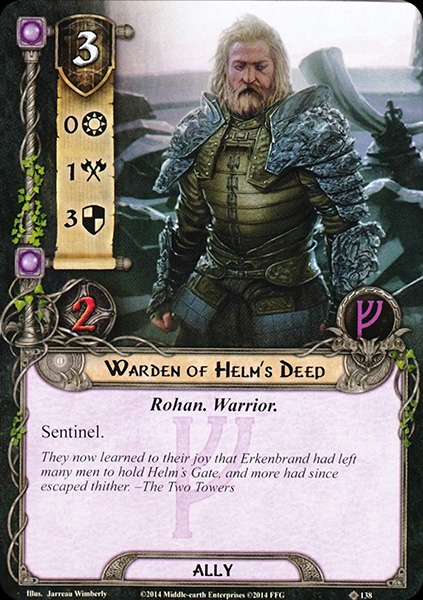 3
0
1
3
2
Warden of Helm's Deep
Rohan. Warrior.
Sentinel.
They now learned to their joy that Erkenbrand had left
many men to hold Helm's Gate, and more had since
escaped thither. –The Two Towers
ALLY
Illus. Jarreau Wimberly
©2014 Middle-earth Enterprises ©2014 FFG
138